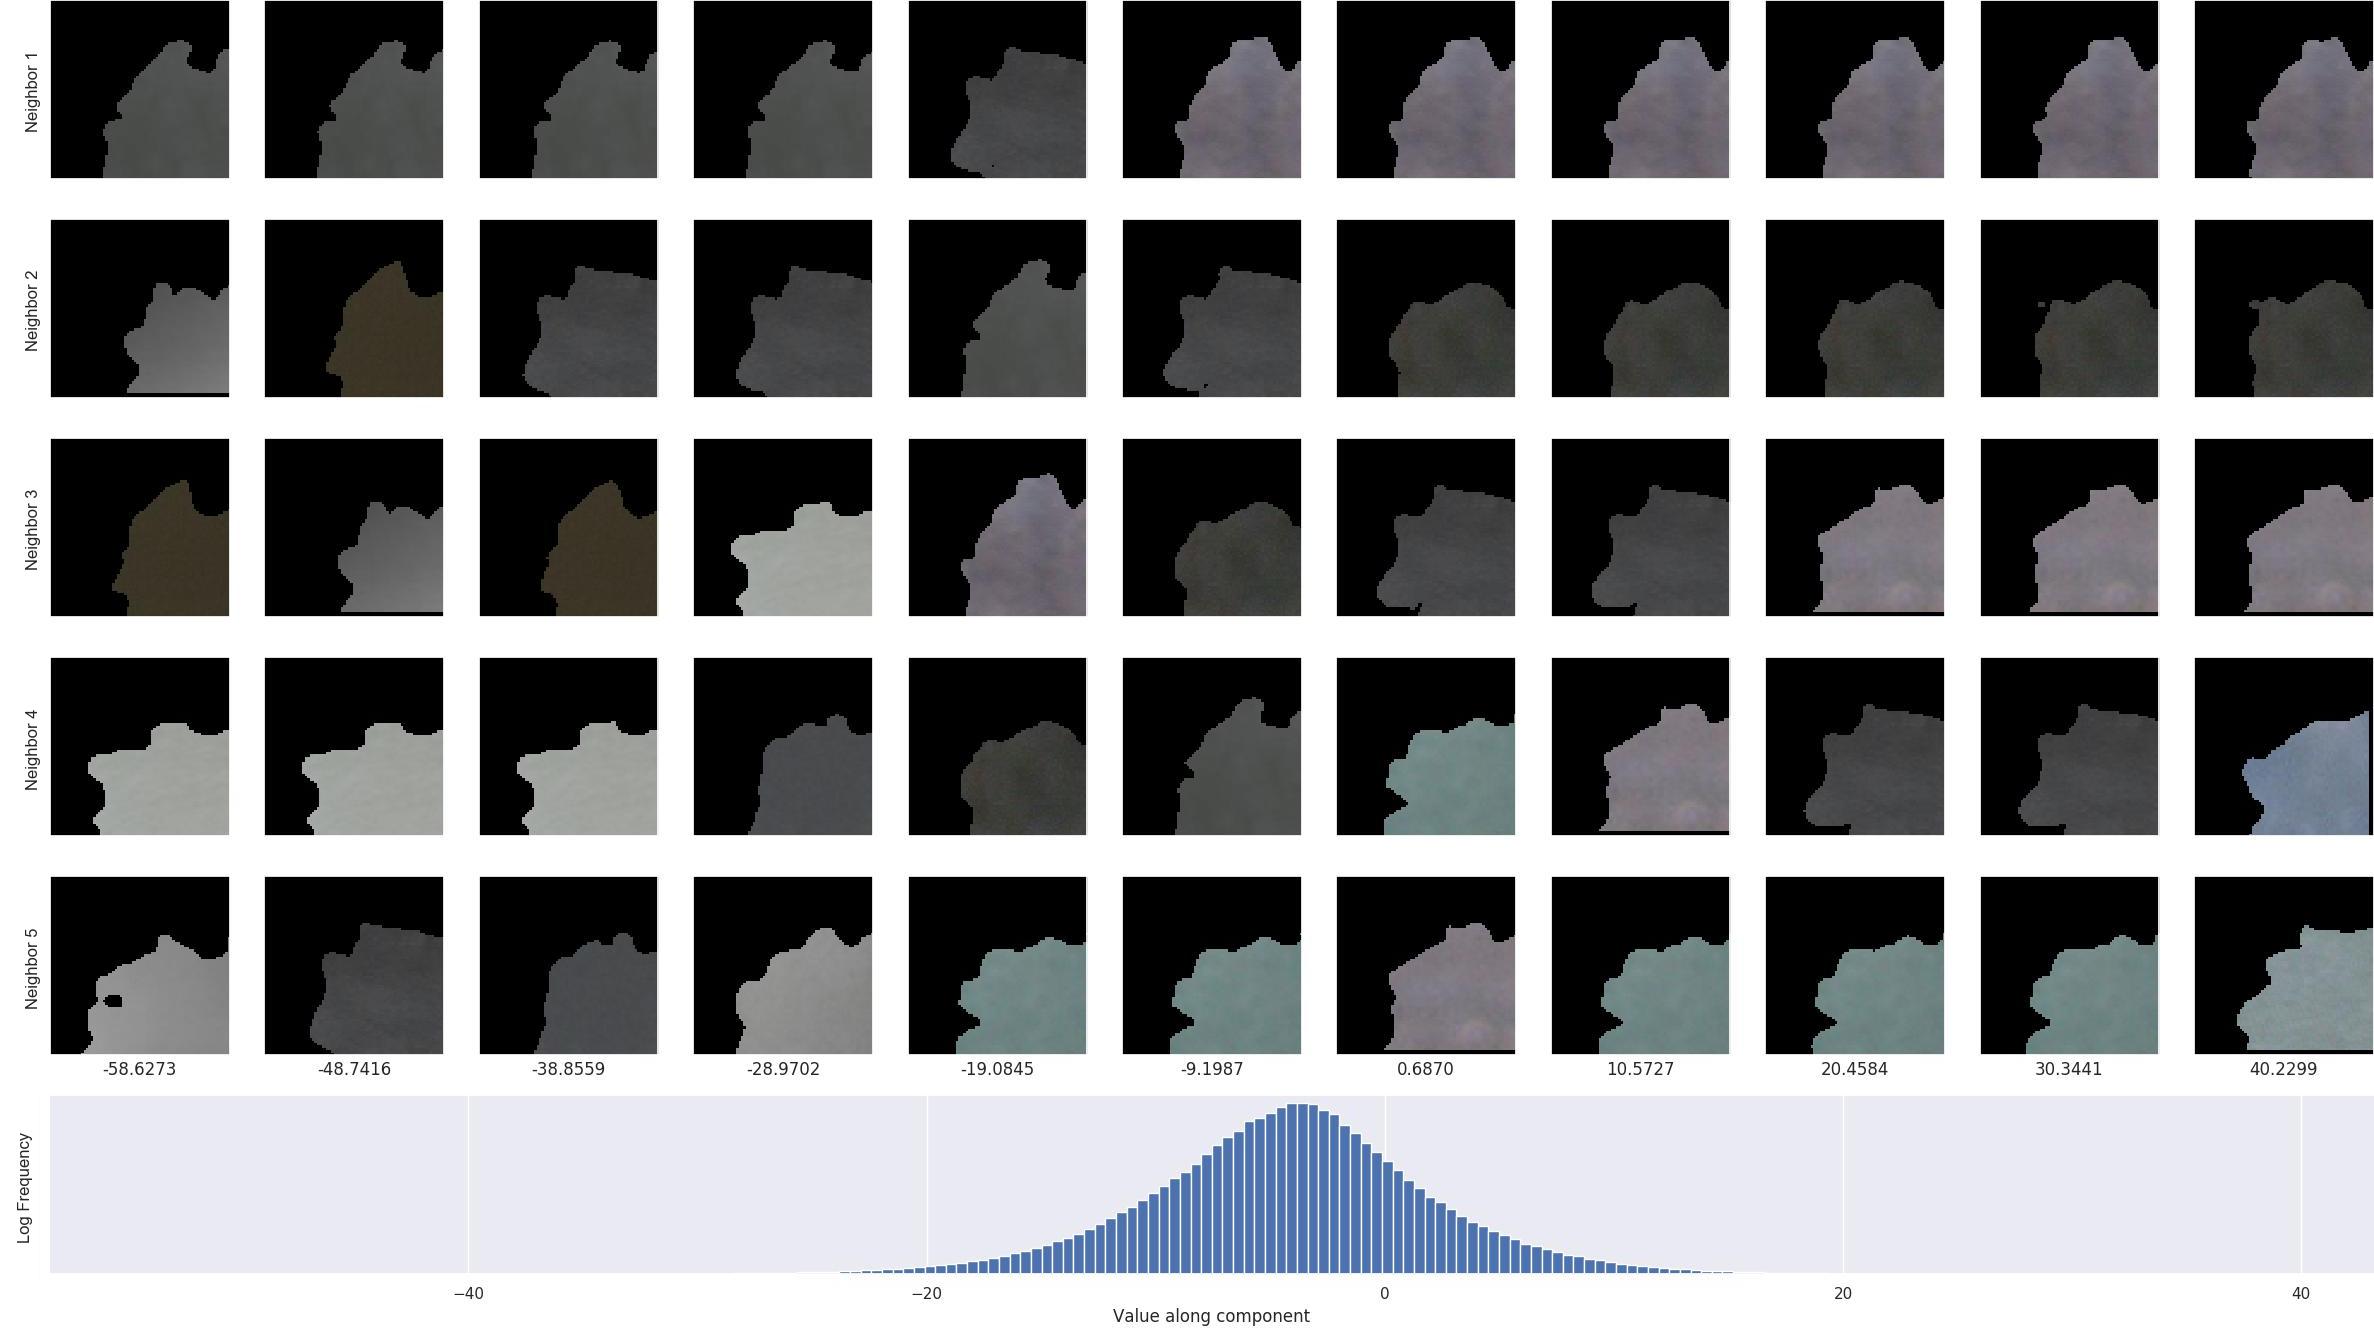 Neighbor 1
Neighbor 2
Neighbor 3
Neighbor 4
Neighbor 5
-58.6273 -48.7416 -38.8559 -28.9702 -19.0845 -9.1987 0.6870 10.5727 20.4584 30.3441 40.2299
Log Frequency
−40 −20 0 20 40
Value along component